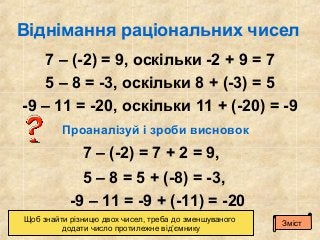 Віднімання раціональних чисел
7 – (-2) = 9, оскільки -2 + 9 = 7
5 – 8 = -3, оскільки 8 + (-3) = 5
-9 – 11 = -20, оскільки 11 + (-20) = -9
Проаналізуй і зроби висновок
7 – (-2) = 7 + 2 = 9,
5 – 8 = 5 + (-8) = -3,
-9 – 11 = -9 + (-11) = -20
Щоб знайти різницю двох чисел, треба до зменшуваного
додати число протилежне від’ємнику
Зміст